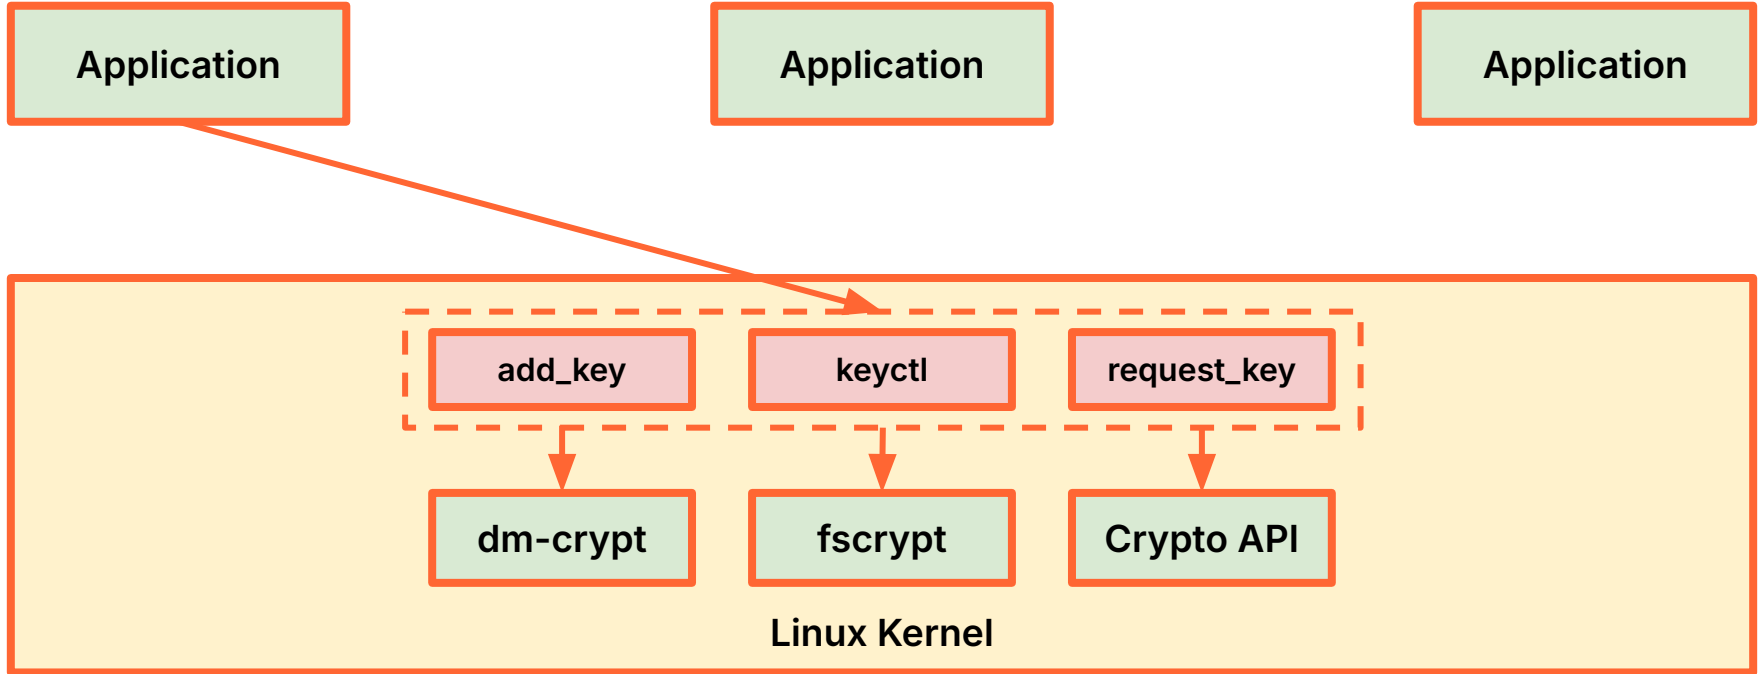 Application
Application
Application
add_key
keyctl
request_key
dm-crypt
fscrypt
Crypto API
Linux Kernel